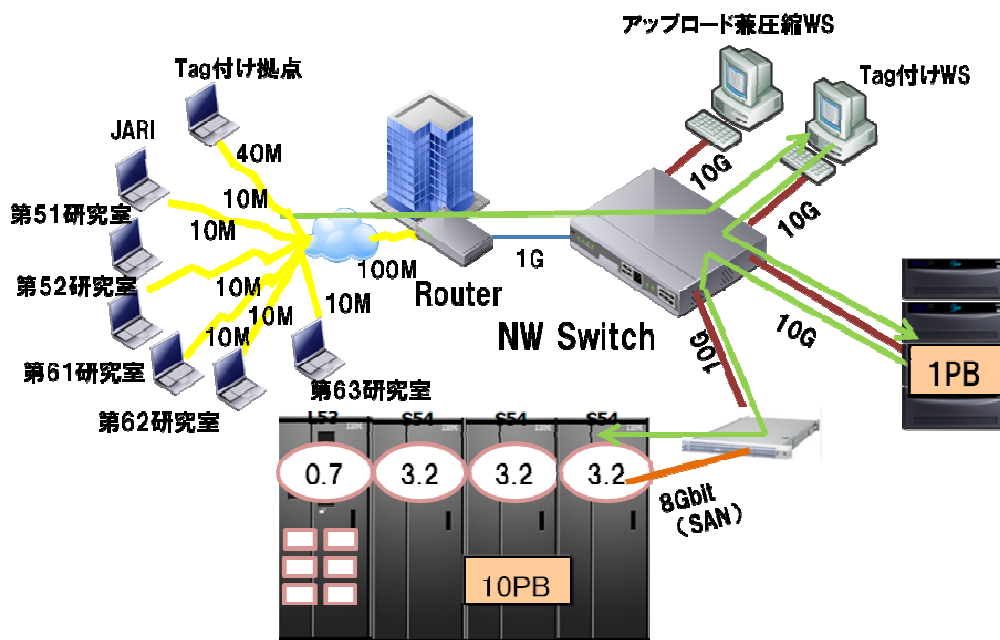 アップロード兼圧縮WS
Tag付け拠点
Tag付けWS
JARI
40M
10G
10M
第51研究室
10M
10G
100M
1G
第52研究室
10M
10M
10M
10M
Router
NW Switch
10G
10G
第61研究室
第62研究室
第63研究室
1PB
L53
S54
S54
S54
IBM
IBM
IBM
IBM
0.7
3.2
3.2
3.2
8Gbit
(SAN)
10PB